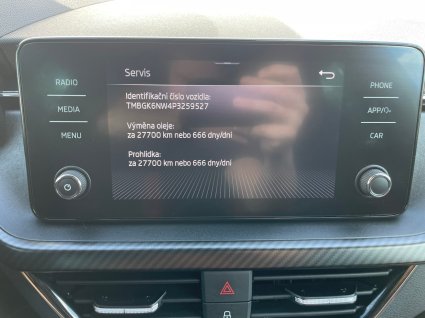 Servis
RADIO
MEDIA
MENU
Identifikační číslo vozidla:
TMBGK6NW4P3259527
Výměna oleje:
za 27700 km nebo 666 dny/dní
Prohlídka:
za 27700 km nebo 666 dny/dní
PHONE
APP/
CAR